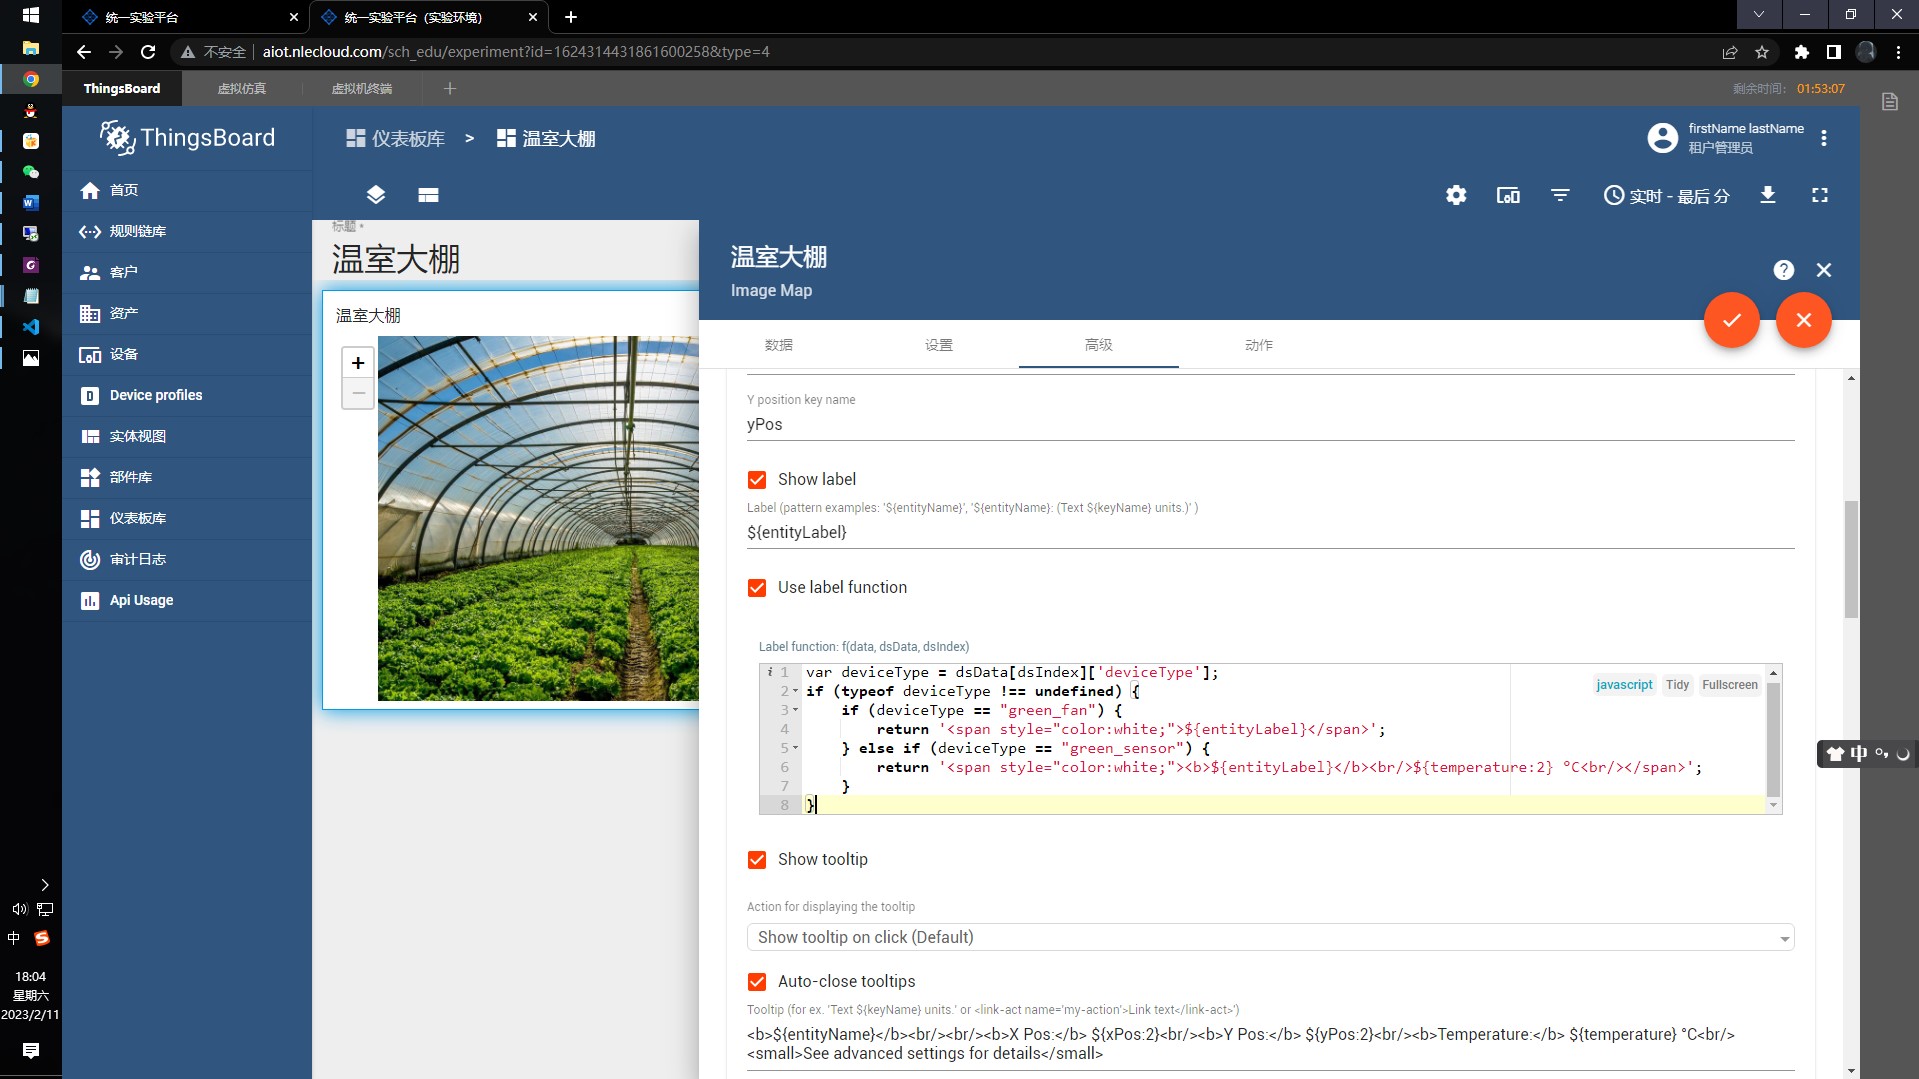 统一实验平台
统一实验平台（实验环境）
不安全
aiot.nlecloud.com/sch_edu/experiment?id=1624314431861600258&type=4
ThingsBoard
虚拟仿真
虚拟机终端
剩余时间： 01:53:07
ThingsBoard
仪表板库 > 温室大棚
firstName lastName
租户管理员
首页
规则链库
客户
资产
设备
Device profiles
实体视图
部件库
仪表板库
审计日志
Api Usage
实时 - 最后 分
标题 *
温室大棚
温室大棚
+
−
温室大棚
Image Map
数据
设置
高级
动作
Y position key name
yPos
Show label
Label (pattern examples: '${entityName}', '${entityName}: (Text ${keyName} units.)' )
${entityLabel}
Use label function
Label function: f(data, dsData, dsIndex)
javascript
Tidy
Fullscreen
1 var deviceType = dsData[dsIndex]['deviceType'];
2 if (typeof deviceType !== undefined) {
3 if (deviceType == "green_fan") {
4 return '<span style="color:white;">${entityLabel}</span>';
5 } else if (deviceType == "green_sensor") {
6 return '<span style="color:white;"><b>${entityLabel}</b><br/>${temperature:2} °C<br/></span>';
7 }
8 }
Show tooltip
Action for displaying the tooltip
Show tooltip on click (Default)
Auto-close tooltips
Tooltip (for ex. 'Text ${keyName} units.' or <link-act name='my-action'>Link text</link-act>')
<b>${entityName}</b><br/><br/><b>X Pos:</b> ${xPos:2}<br/><b>Y Pos:</b> ${yPos:2}<br/><b>Temperature:</b> ${temperature} °C<br/>
<small>See advanced settings for details</small>
中
中
18:04
星期六
2023/2/11